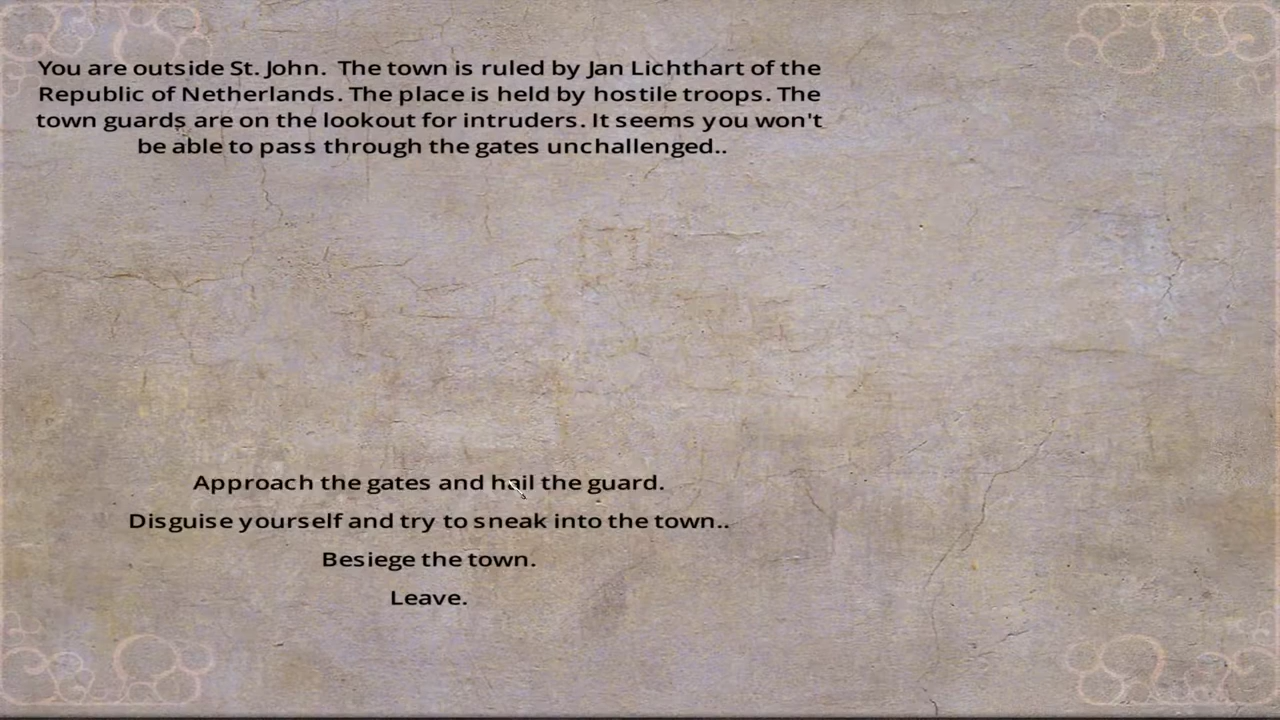 You are outside St. John.  The town is ruled by Jan Lichthart of the
Republic of Netherlands. The place is held by hostile troops. The
town guards are on the lookout for intruders. It seems you won't
be able to pass through the gates unchallenged..
Approach the gates and hail the guard.
Disguise yourself and try to sneak into the town..
Besiege the town.
Leave.